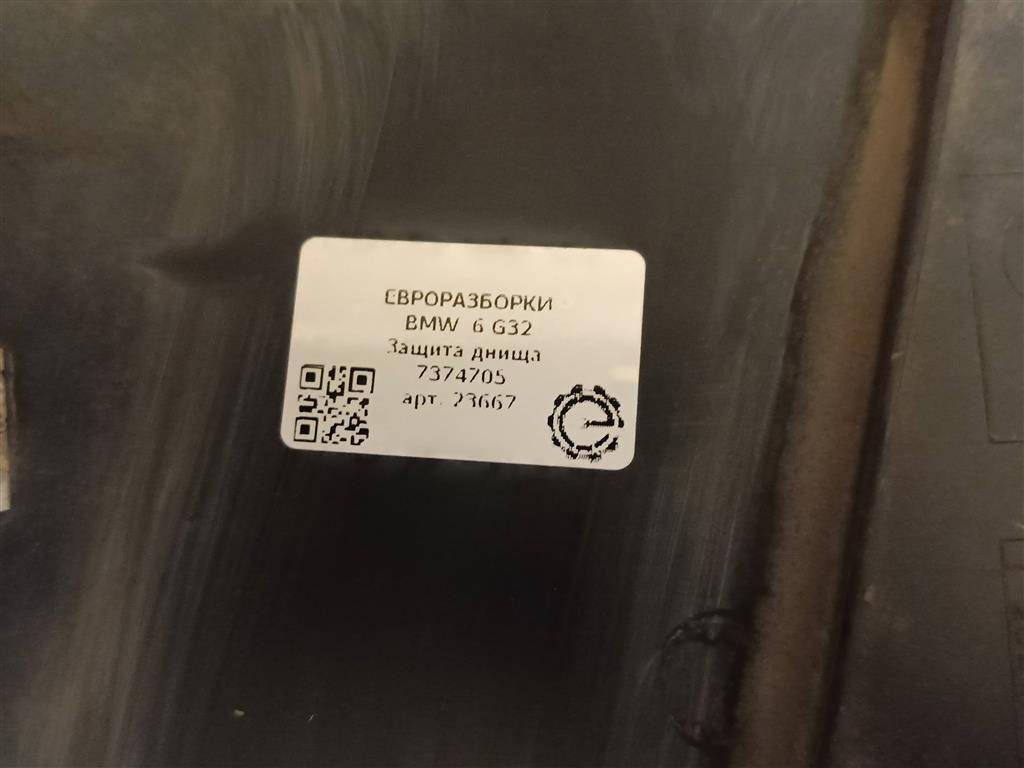 ЕВРОРАЗБОРКИ
BMW 6 G32
Защита днища
7374705
арт. 23667